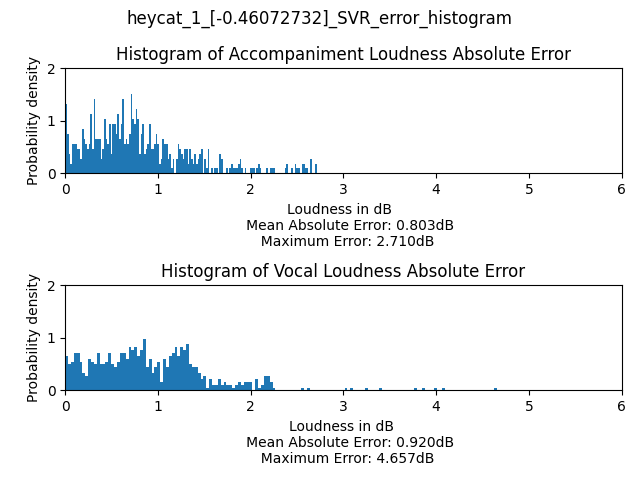 heycat_1_[-0.46072732]_SVR_error_histogram
Histogram of Accompaniment Loudness Absolute Error
Probability density
2
1
0
0 1 2 3 4 5 6
Loudness in dB
Mean Absolute Error: 0.803dB
Maximum Error: 2.710dB
Histogram of Vocal Loudness Absolute Error
Probability density
2
1
0
0 1 2 3 4 5 6
Loudness in dB
Mean Absolute Error: 0.920dB
Maximum Error: 4.657dB